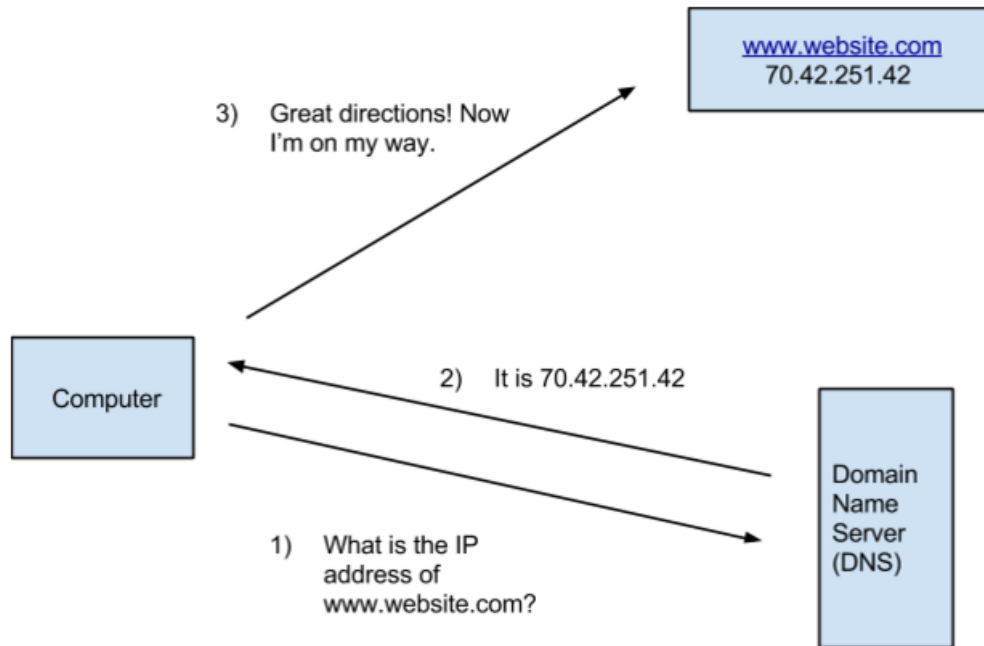 www.website.com
70.42.251.42
3) Great directions! Now
I'm on my way.
Computer
2) It is 70.42.251.42
Domain
Name
Server
(DNS)
1) What is the IP
address of
www.website.com?